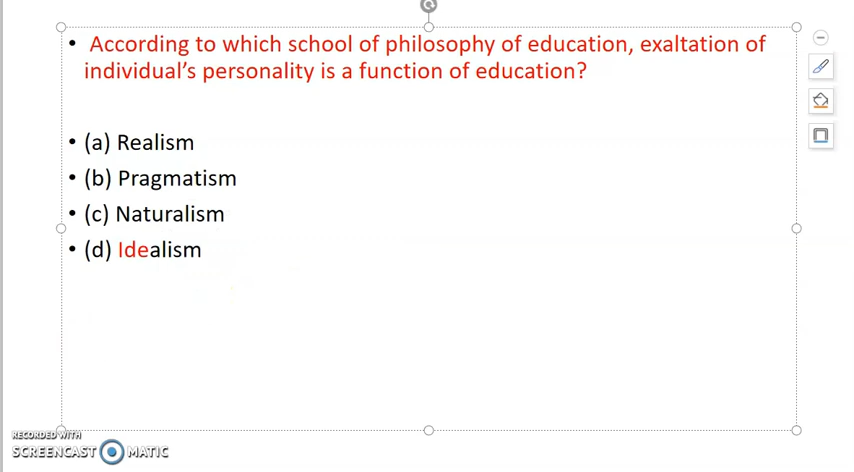 • According to which school of philosophy of education, exaltation of
individual’s personality is a function of education?
• (a) Realism
• (b) Pragmatism
• (c) Naturalism
• (d) Idealism
RECORDED WITH
SCREENCAST MATIC